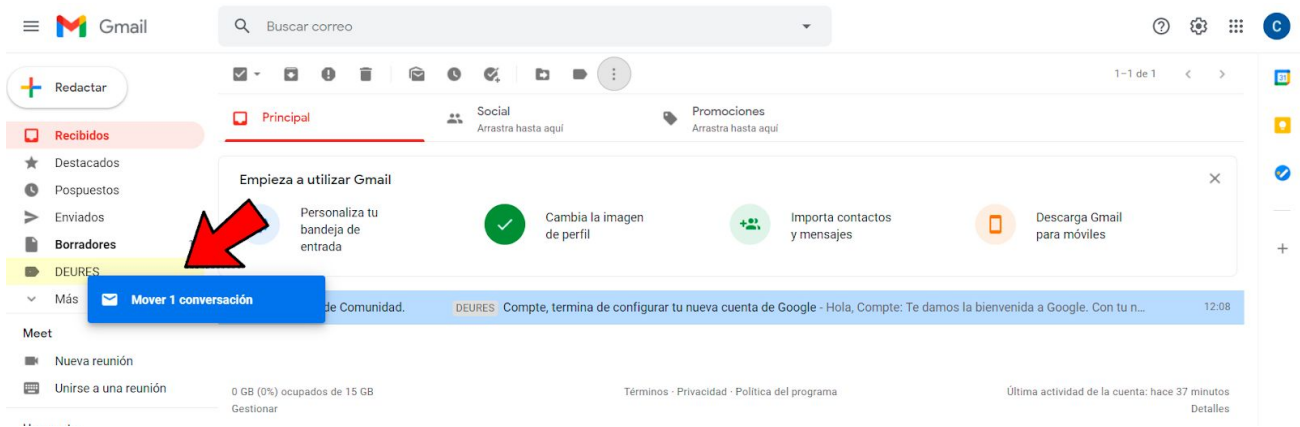 Gmail
Buscar correo
C
Redactar
1–1 de 1
31
Principal
Social
Arrastra hasta aquí
Promociones
Arrastra hasta aquí
Recibidos
Destacados
Pospuestos
Enviados
Borradores
DEURES
Más
Empieza a utilizar Gmail
Personaliza tu
bandeja de
entrada
Cambia la imagen
de perfil
Importa contactos
y mensajes
Descarga Gmail
para móviles
Mover 1 conversación
de Comunidad.
DEURES Compte, termina de configurar tu nueva cuenta de Google - Hola, Compte: Te damos la bienvenida a Google. Con tu n...
12:08
Meet
Nueva reunión
Unirse a una reunión
0 GB (0%) ocupados de 15 GB
Gestionar
Términos · Privacidad · Política del programa
Última actividad de la cuenta: hace 37 minutos
Detalles